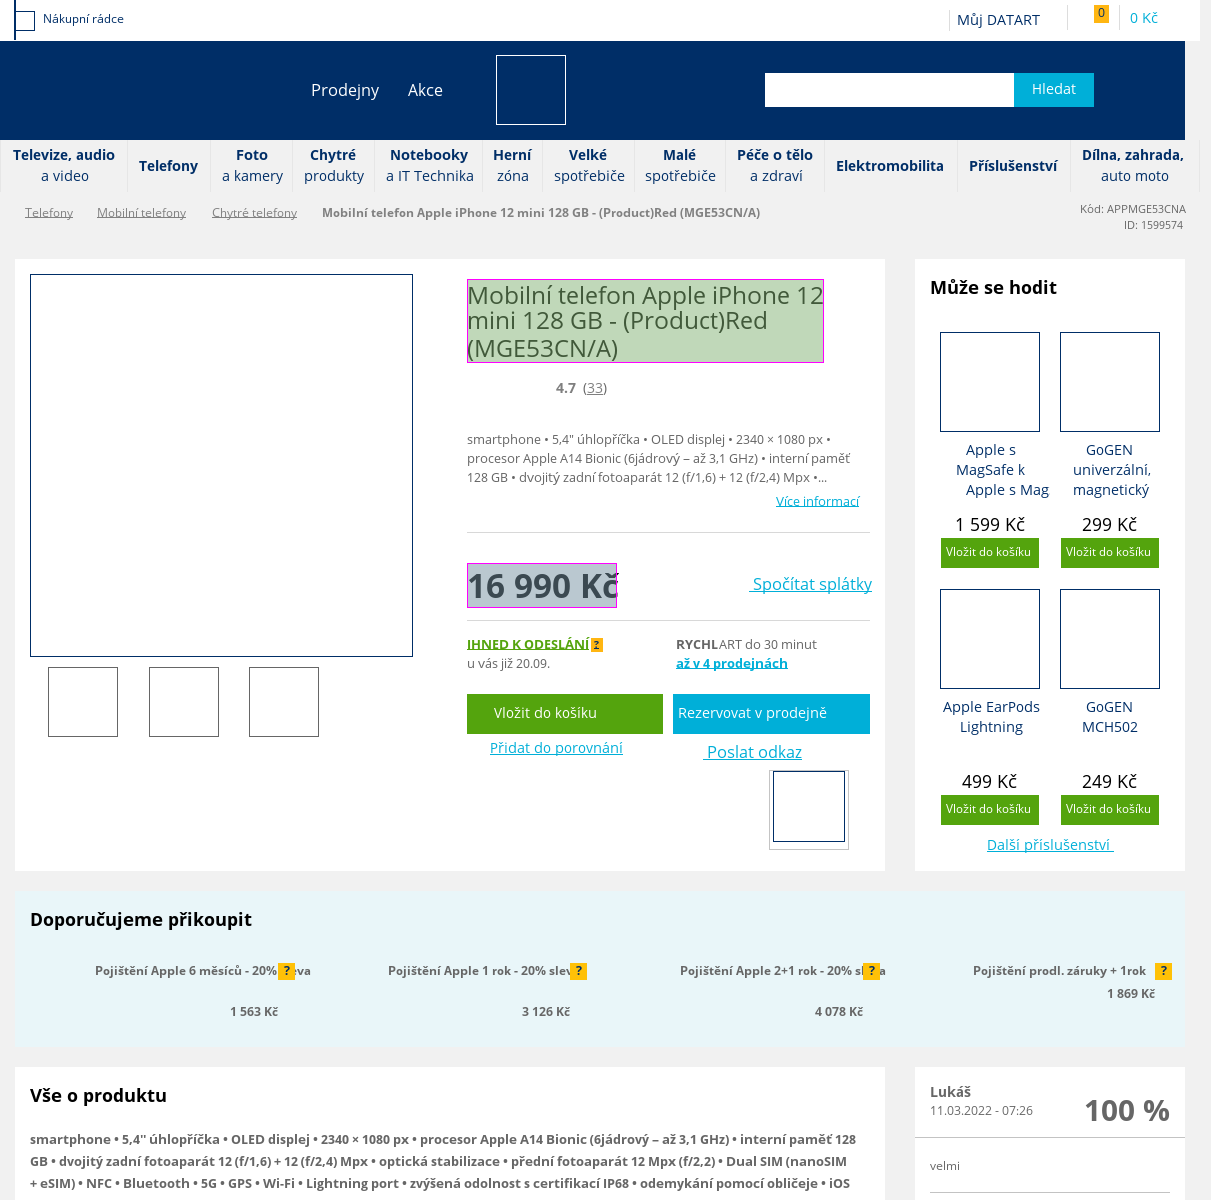 Nákupní rádce
Můj DATART
0
0 Kč
Prodejny
Akce
Hledat
Televize, audio
a video
Telefony
Foto
a kamery
Chytré
produkty
Notebooky
a IT Technika
Herní
zóna
Velké
spotřebiče
Malé
spotřebiče
Péče o tělo
a zdraví
Elektromobilita
Příslušenství
Dílna, zahrada,
auto moto
Telefony
Mobilní telefony
Chytré telefony
Mobilní telefon Apple iPhone 12 mini 128 GB - (Product)Red (MGE53CN/A)
Kód: APPMGE53CNA
ID: 1599574
Mobilní telefon Apple iPhone 12
mini 128 GB - (Product)Red
(MGE53CN/A)
4.7 (33)
smartphone • 5,4" úhlopříčka • OLED displej • 2340 × 1080 px •
procesor Apple A14 Bionic (6jádrový – až 3,1 GHz) • interní paměť
128 GB • dvojitý zadní fotoaparát 12 (f/1,6) + 12 (f/2,4) Mpx •...
Více informací
16 990 Kč
Spočítat splátky
IHNED K ODESLÁNÍ ?
u vás již 20.09.
RYCHLART do 30 minut
až v 4 prodejnách
Vložit do košíku
Rezervovat v prodejně
Přidat do porovnání
Poslat odkaz
Může se hodit
Apple s
MagSafe k
Apple s Mag
1 599 Kč
Vložit do košíku
GoGEN
univerzální,
magnetický
299 Kč
Vložit do košíku
Apple EarPods
Lightning
499 Kč
Vložit do košíku
GoGEN
MCH502
249 Kč
Vložit do košíku
Další příslušenství
Doporučujeme přikoupit
Pojištění Apple 6 měsíců - 20% ?
1 563 Kč
Pojištění Apple 1 rok - 20% ?
3 126 Kč
Pojištění Apple 2+1 rok - 20% ?
4 078 Kč
Pojištění prodl. záruky + 1rok ?
1 869 Kč
Vše o produktu
smartphone • 5,4'' úhlopříčka • OLED displej • 2340 × 1080 px • procesor Apple A14 Bionic (6jádrový – až 3,1 GHz) • interní paměť 128
GB • dvojitý zadní fotoaparát 12 (f/1,6) + 12 (f/2,4) Mpx • optická stabilizace • přední fotoaparát 12 Mpx (f/2,2) • Dual SIM (nanoSIM
+ eSIM) • NFC • Bluetooth • 5G • GPS • Wi-Fi • Lightning port • zvýšená odolnost s certifikací IP68 • odemykání pomocí obličeje • iOS
Lukáš
11.03.2022 - 07:26
100 %
velmi